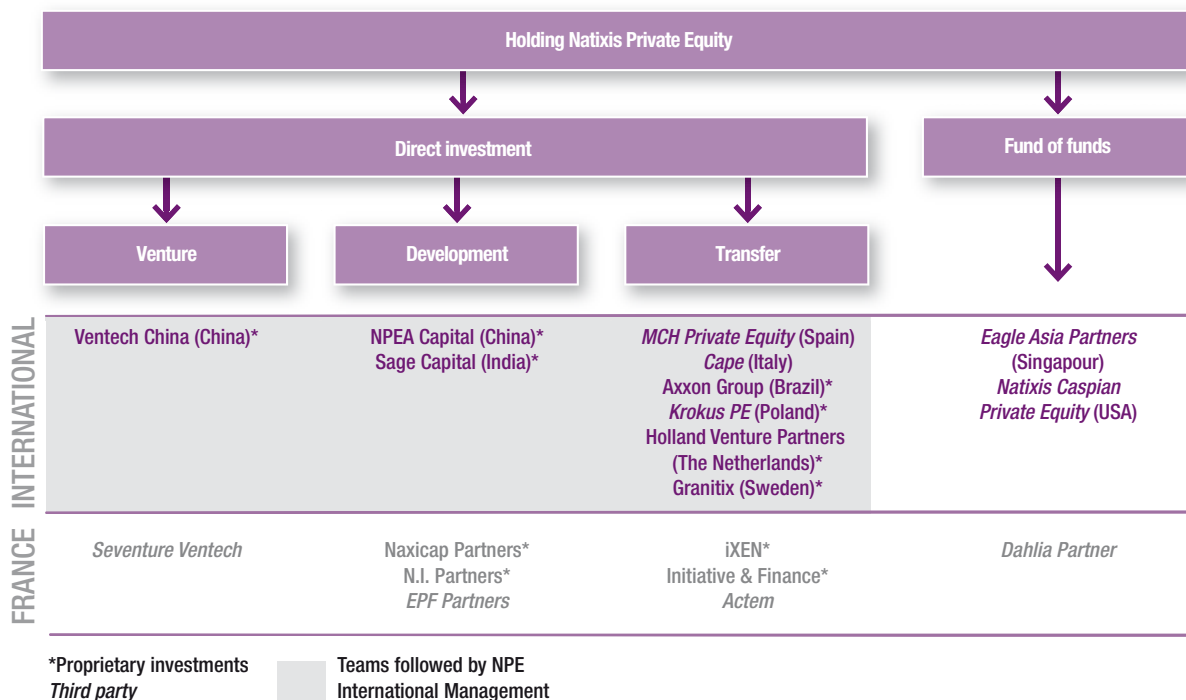 Holding Natixis Private Equity
Direct investment
Fund of funds
Venture
Development
Transfer
INTERNATIONAL
Ventech China (China)*
NPEA Capital (China)*
Sage Capital (India)*
MCH Private Equity (Spain)
Cape (Italy)
Axxon Group (Brazil)*
Krokus PE (Poland)*
Holland Venture Partners
(The Netherlands)*
Granitix (Sweden)*
Eagle Asia Partners
(Singapour)
Natixis Caspian
Private Equity (USA)
FRANCE
Seventure Ventech
Naxicap Partners*
N.I. Partners*
EPF Partners
iXEN*
Initiative & Finance*
Actem
Dahlia Partner
*Proprietary investments
Third party
Teams followed by NPE
International Management